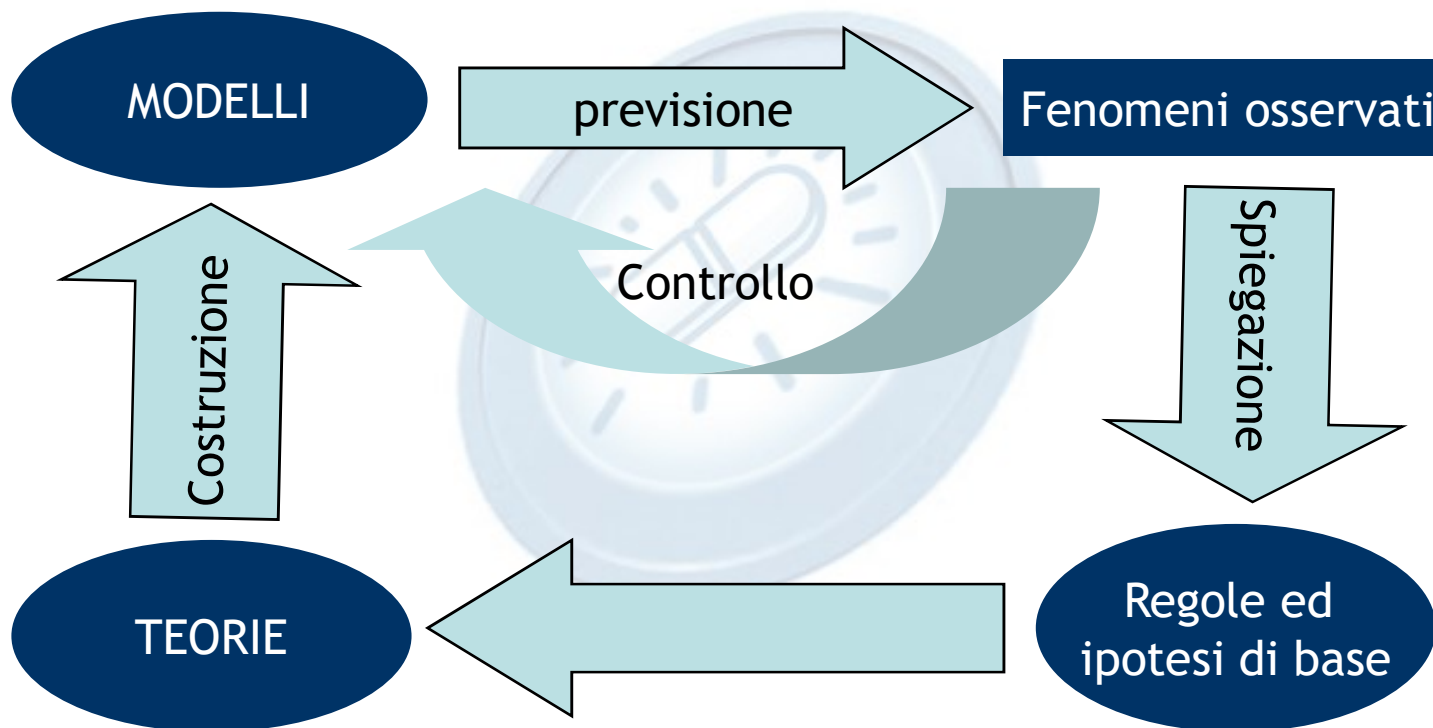 MODELLI
previsione
Fenomeni osservati
Controllo
Costruzione
Spiegazione
TEORIE
Regole ed
ipotesi di base